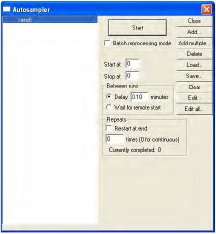 Autosampler
Start
Batch reprocessing mode
Start at 0
Stop at 0
Between runs
Delay 0.10 minutes
Wait for remote start
Repeats
Restart at end
0 times (0 for continuous)
Currently completed: 0
Close
Add...
Add multiple...
Delete
Load...
Save...
Clear
Edit...
Edit all...